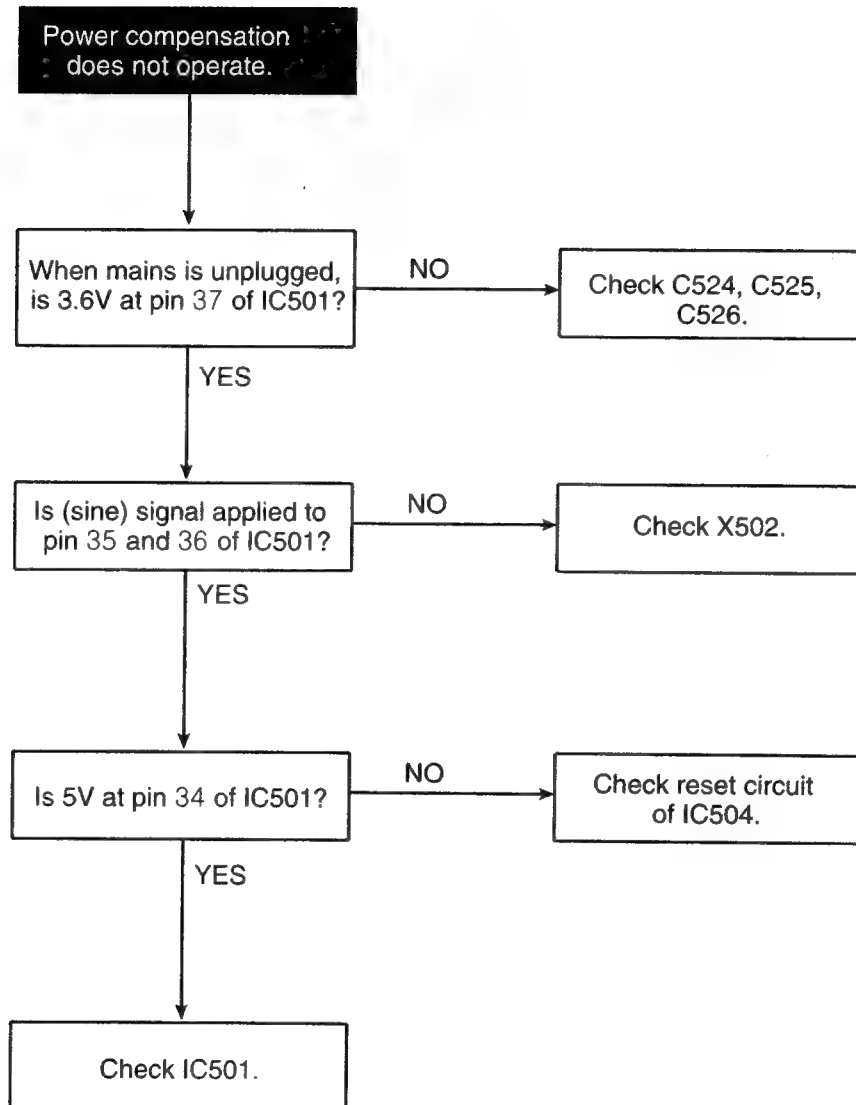 Power compensation
does not operate.
When mains is unplugged,
is 3.6V at pin 37 of IC501?
NO
Check C524, C525,
C526.
YES
Is (sine) signal applied to
pin 35 and 36 of IC501?
NO
Check X502.
YES
Is 5V at pin 34 of IC501?
NO
Check reset circuit
of IC504.
YES
Check IC501.